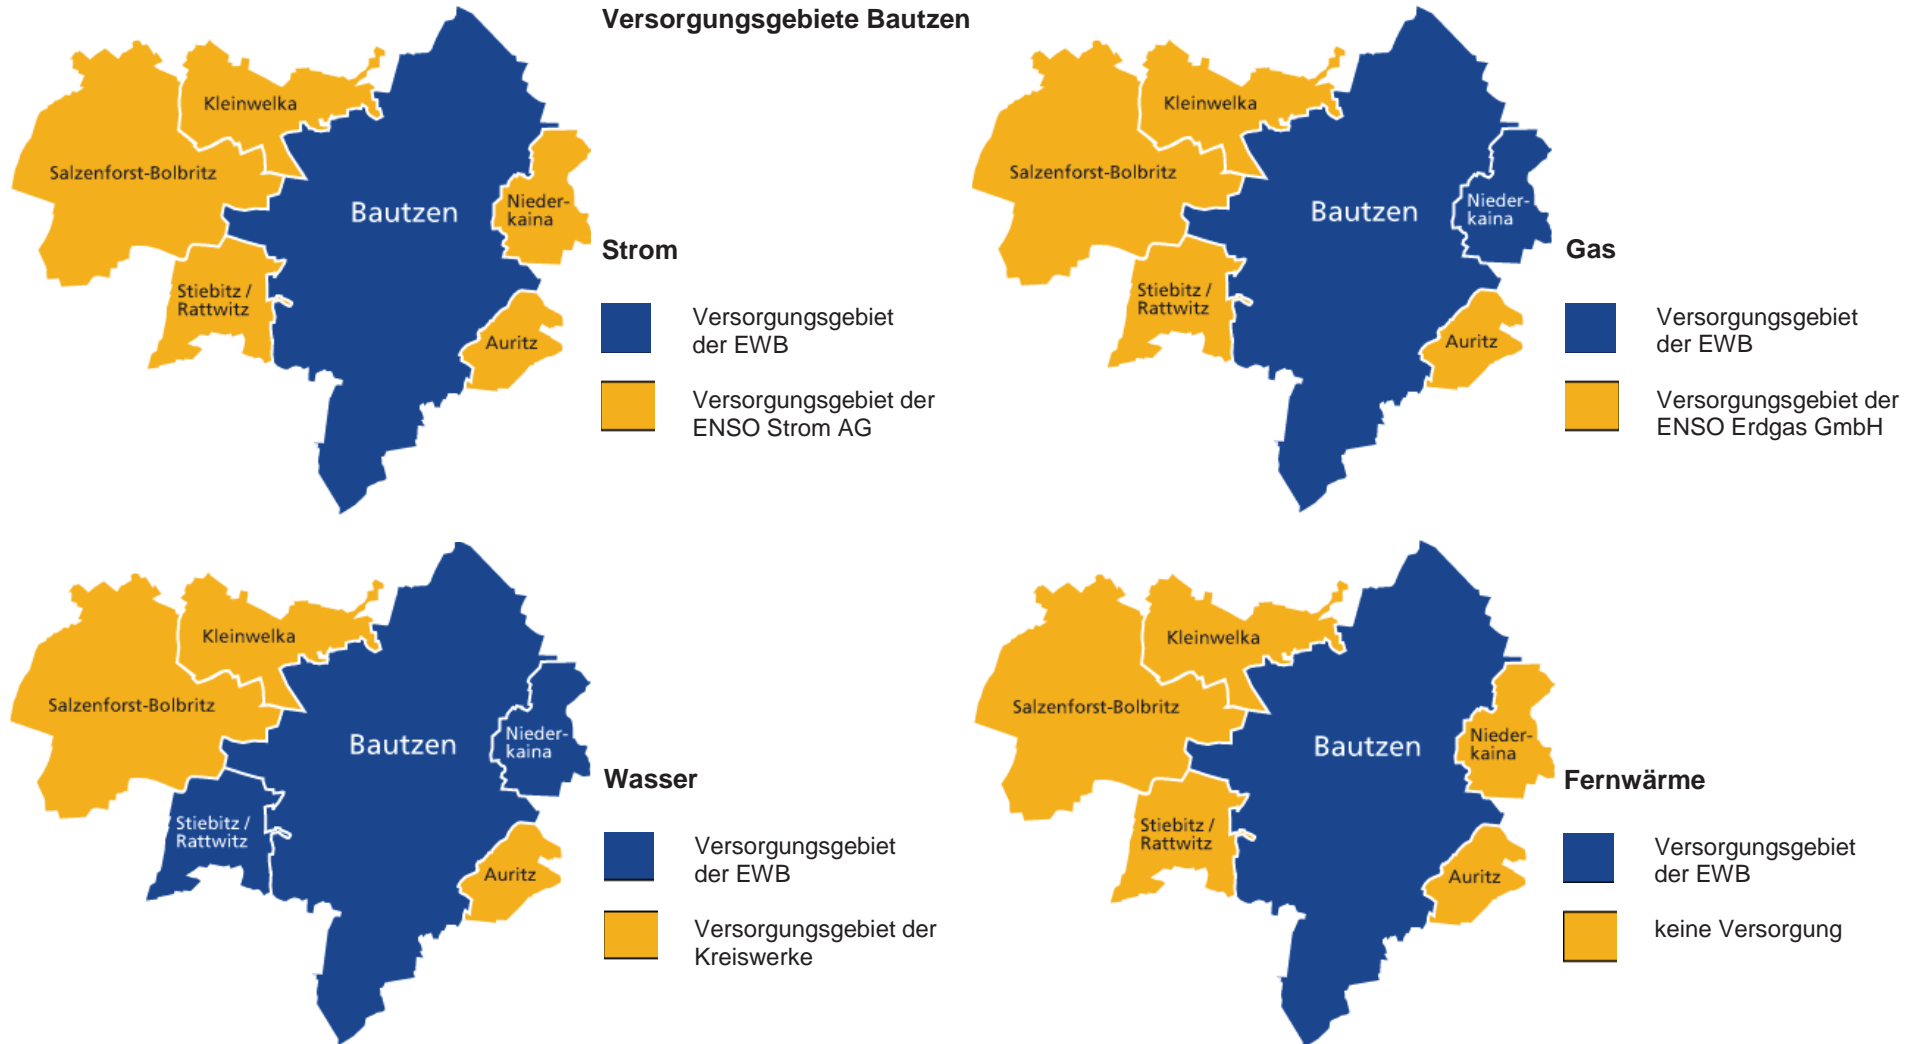 Versorgungsgebiete Bautzen
Kleinwelka
Salzenforst-Bolbritz
Bautzen
Nieder-
kaina
Stiebitz /
Rattwitz
Auritz
Strom
Versorgungsgebiet
der EWB
Versorgungsgebiet der
ENSO Strom AG
Kleinwelka
Salzenforst-Bolbritz
Bautzen
Nieder-
kaina
Stiebitz /
Rattwitz
Auritz
Gas
Versorgungsgebiet
der EWB
Versorgungsgebiet der
ENSO Erdgas GmbH
Kleinwelka
Salzenforst-Bolbritz
Bautzen
Nieder-
kaina
Stiebitz /
Rattwitz
Auritz
Wasser
Versorgungsgebiet
der EWB
Versorgungsgebiet der
Kreiswerke
Kleinwelka
Salzenforst-Bolbritz
Bautzen
Nieder-
kaina
Stiebitz /
Rattwitz
Auritz
Fernwärme
Versorgungsgebiet
der EWB
keine Versorgung